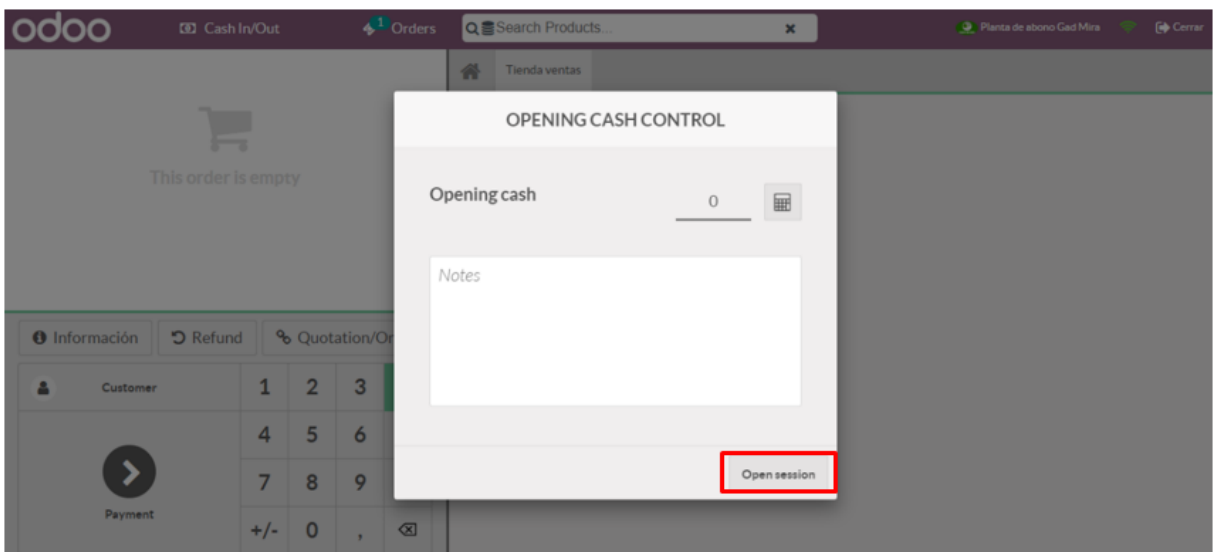 odoo
Cash In/Out
1
Orders
Search Products...
Planta de abono Gad Mira
Cerrar
Tienda ventas
This order is empty
OPENING CASH CONTROL
Opening cash
0
Notes
Open session
Información
Refund
Quotation/Or
Customer
1 2 3
4 5 6
7 8 9
+/- 0 ,
Payment